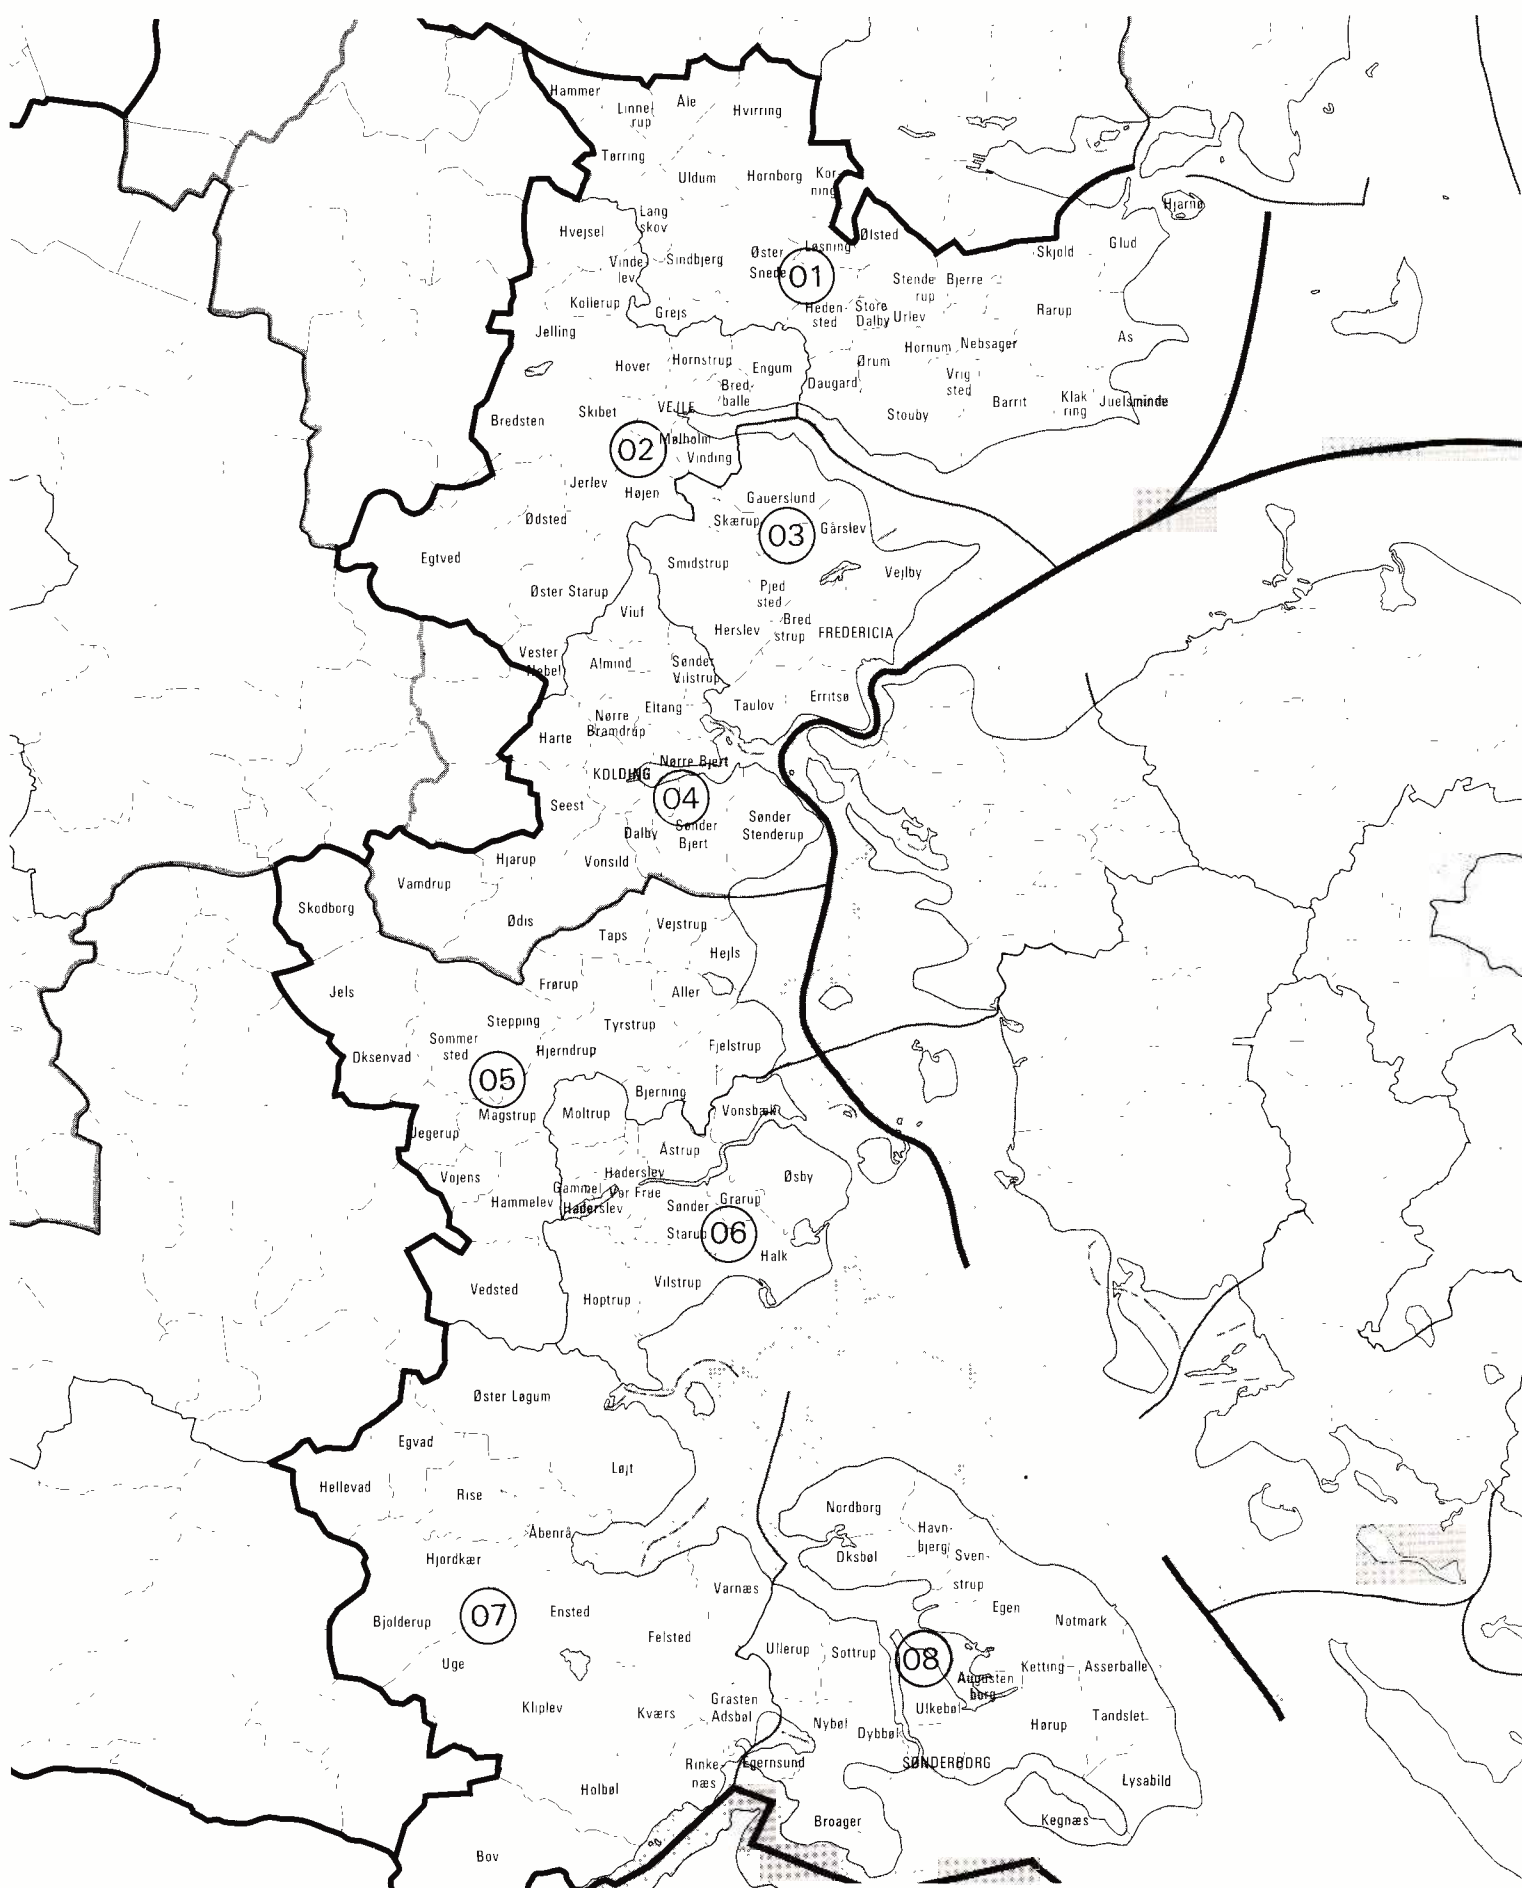 Hammer
Linne-
rup
Åle
Hvirring
Tørring
Uldum
Hornborg
Kor-
ning
Hjarnø
Lang
skov
Hvejsel
Ølsted
Løsning
Øster
Snede
01
Glud
Skjold
Vinde-
lev
Sindbjerg
Stende
rup
Bjerre
Kollerup
Grejs
Heden-
sted
Store
Dalby
Urlev
Rarup
Jelling
As
Hornum
Nebsager
Hover
Hornstrup
Engum
Ørum
Daugard
Vrig
sted
Bred-
balle
Barrit
Klak
ring
Juelsminde
Skibet
VEJLE
Stouby
Bredsten
Mølholm
02
Vinding
Jerlev
Højen
Gauerslund
Skærup
03
Gårslev
Ødsted
Egtved
Smidstrup
Vejlby
Øster Starup
Pjed
sted
Viuf
Bred
strup
Herslev
FREDERICIA
Vester
Nebel
Almind
Sønder
Vilstrup
Erritsø
Eltang
Taulov
Nørre
Bramdrup
Harte
Nørre Bjert
KOLDING
04
Seest
Dalby
Sønder
Bjert
Sønder
Stenderup
Hjarup
Vonsild
Vamdrup
Skodborg
Ødis
Taps
Vejstrup
Hejls
Frørup
Aller
Jels
Stepping
Tyrstrup
Sommer
sted
Hjerndrup
Fjelstrup
Oksenvad
05
Bjerning
Magstrup
Moltrup
Vonsbæk
Jegerup
Åstrup
Vojens
Haderslev
Vor Frue
Øsby
Gammel
Haderslev
Hammelev
Sønder
Starup
Grarup
06
Halk
Vedsted
Vilstrup
Hoptrup
Øster Løgum
Egvad
Løjt
Hellevad
Rise
Nordborg
Åbenrå
Havn-
bjerg
Hjordkær
Oksbøl
Sven-
strup
Varnæs
Egen
Bjolderup
07
Ensted
Notmark
Felsted
Ullerup
Sottrup
08
Uge
Ketting
Asserballe
Augusten
borg
Kliplev
Kværs
Grasten
Adsbøl
Ulkebøl
Nybøl
Dybbøl
Hørup
Tandslet
Rinke-
næs
Egernsund
SØNDERBORG
Holbøl
Lysabild
Broager
Kegnæs
Bov